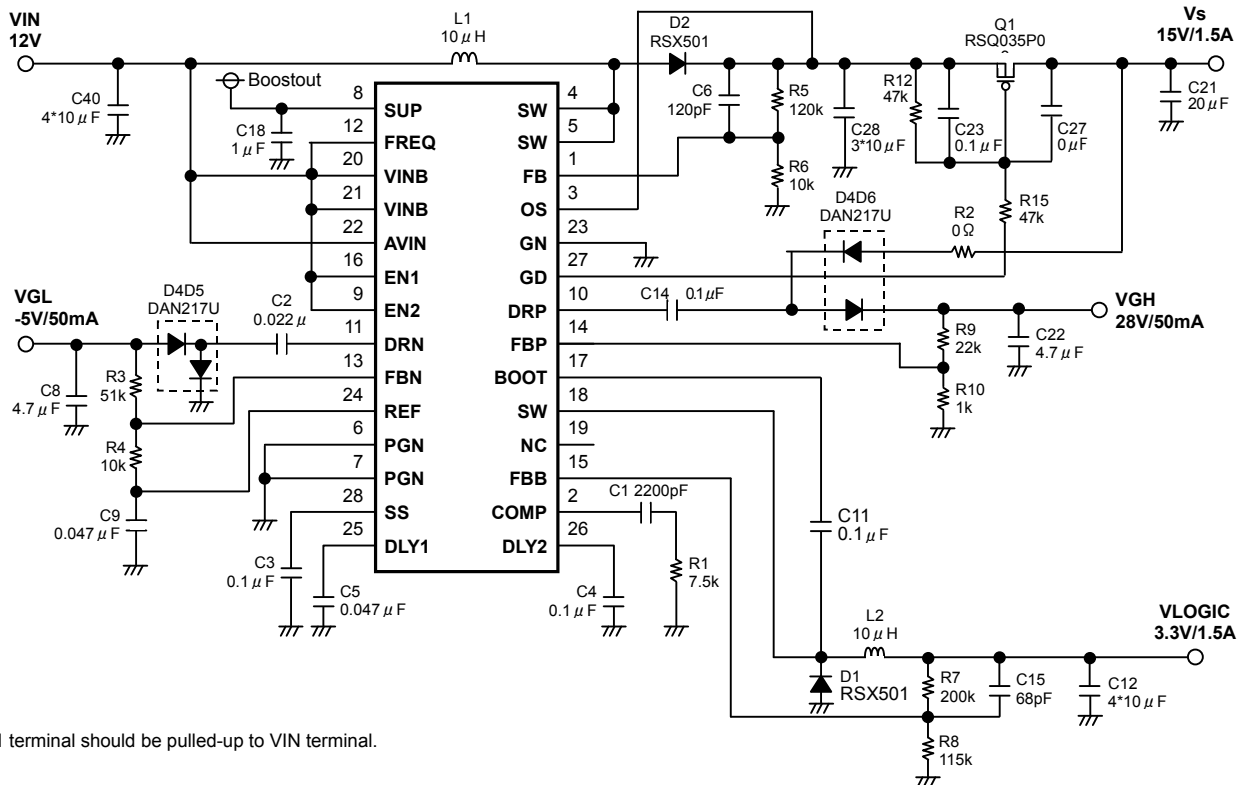 VIN
12V
C40
4*10μF
L1
10μH
Boostout
C18
1μF
D2
RSX501
C6
120pF
R5
120k
R6
10k
C28
3*10μF
R12
47k
C23
0.1μF
Q1
RSQ035P0
C27
0μF
Vs
15V/1.5A
C21
20μF
R15
47k
R2
0Ω
D4D6
DAN217U
C14 0.1μF
VGH
28V/50mA
R9
22k
C22
4.7μF
R10
1k
VGL
-5V/50mA
D4D5
DAN217U
C2
0.022μ
C8
4.7μF
R3
51k
R4
10k
C9
0.047μF
C3
0.1μF
C5
0.047μF
8 SUP
12 FREQ
20 VINB
21 VINB
22 AVIN
16 EN1
9 EN2
11 DRN
13 FBN
24 REF
6 PGN
7 PGN
28 SS
25 DLY1
SW 4
SW 5
FB 1
OS 3
GN 23
GD 27
DRP 10
FBP 14
BOOT 17
SW 18
NC 19
FBB 15
COMP 2
DLY2 26
C1 2200pF
R1
7.5k
C4
0.1μF
C11
0.1μF
L2
10μH
D1
RSX501
R7
200k
C15
68pF
C12
4*10μF
R8
115k
VLOGIC
3.3V/1.5A
terminal should be pulled-up to VIN terminal.